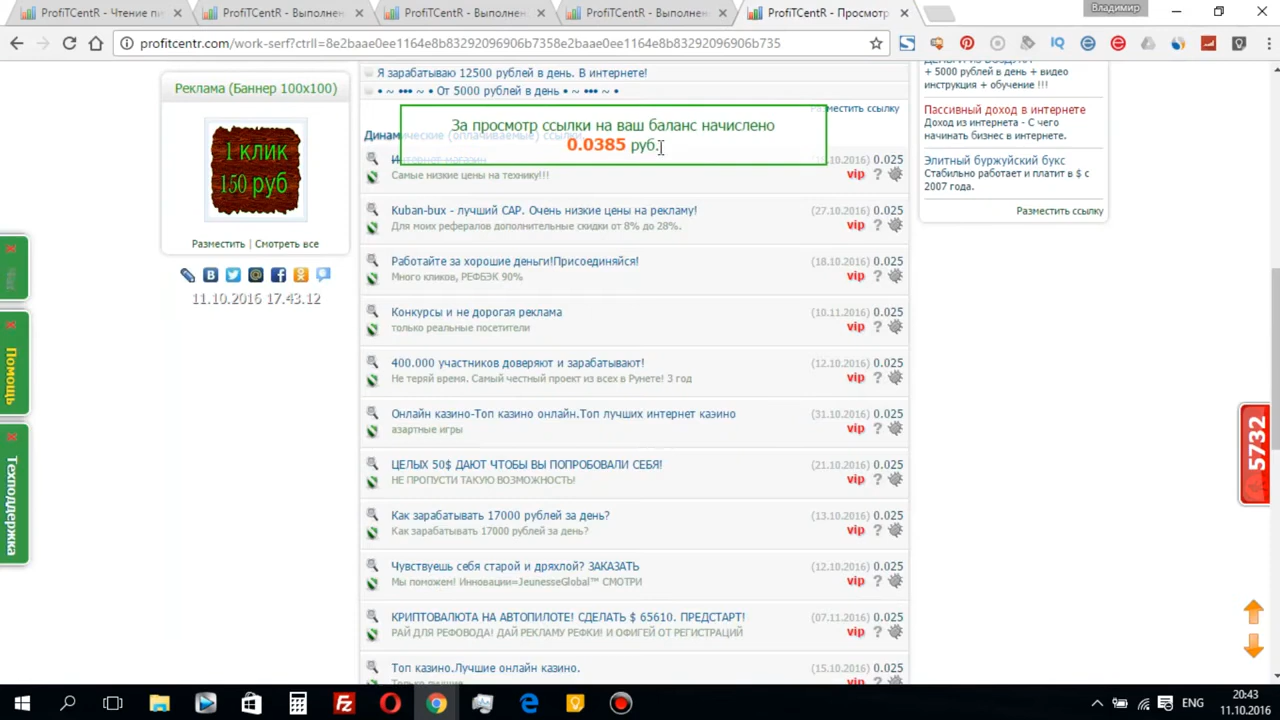 ProfiTCentR - Чтение пи
ProfiTCentR - Выполнен
ProfiTCentR - Выполнен
ProfiTCentR - Выполнен
ProfiTCentR - Просмотр
Владимир
profitcentr.com/work-serf?ctrll=8e2baae0ee1164e8b83292096906b7358e2baae0ee1164e8b83292096906b735
Реклама (Баннер 100x100)
1 клик
150 руб
Разместить | Смотреть все
11.10.2016 17.43.12
Помощь
Техподдержка
Я зарабатываю 12500 рублей в день. В интернете!
• ~ ••• ~ • От 5000 рублей в день • ~ ••• ~ •
Разместить ссылку
За просмотр ссылки на ваш баланс начислено
0.0385 руб.
Динамические (оплачиваемые) ссылки
Интернет магазин
0.025
Самые низкие цены на технику!!!
vip ?
Kuban-bux - лучший САР. Очень низкие цены на рекламу!
(27.10.2016) 0.025
Для моих рефералов дополнительные скидки от 8% до 28%.
vip ?
Работайте за хорошие деньги!Присоединяйся!
(18.10.2016) 0.025
Много кликов, РЕФБЭК 90%
vip ?
Конкурсы и не дорогая реклама
(10.11.2016) 0.025
только реальные посетители
vip ?
400.000 участников доверяют и зарабатывают!
(12.10.2016) 0.025
Не теряй время. Самый честный проект из всех в Рунете! 3 год
vip ?
Онлайн казино-Топ казино онлайн.Топ лучших интернет казино
(31.10.2016) 0.025
азартные игры
vip ?
ЦЕЛЫХ 50$ ДАЮТ ЧТОБЫ ВЫ ПОПРОБОВАЛИ СЕБЯ!
(21.10.2016) 0.025
НЕ ПРОПУСТИ ТАКУЮ ВОЗМОЖНОСТЬ!
vip ?
Как зарабатывать 17000 рублей за день?
(13.10.2016) 0.025
Как зарабатывать 17000 рублей за день?
vip ?
Чувствуешь себя старой и дряхлой? ЗАКАЗАТЬ
(12.10.2016) 0.025
Мы поможем! Инновации=JeunesseGlobal™ СМОТРИ
vip ?
КРИПТОВАЛЮТА НА АВТОПИЛОТЕ! СДЕЛАТЬ $ 65610. ПРЕДСТАРТ!
(07.11.2016) 0.025
РАЙ ДЛЯ РЕФОВОДА! ДАЙ РЕКЛАМУ РЕФКИ! И ОФИГЕЙ ОТ РЕГИСТРАЦИЙ
vip ?
Топ казино.Лучшие онлайн казино.
(15.10.2016) 0.025
+ 5000 рублей в день + видео
инструкция + обучение !!!
Пассивный доход в интернете
Доход из интернета - С чего
начинать бизнес в интернете.
Элитный буржуйский букс
Стабильно работает и платит в $ с
2007 года.
Разместить ссылку
5732
ENG
20:43
11.10.2016